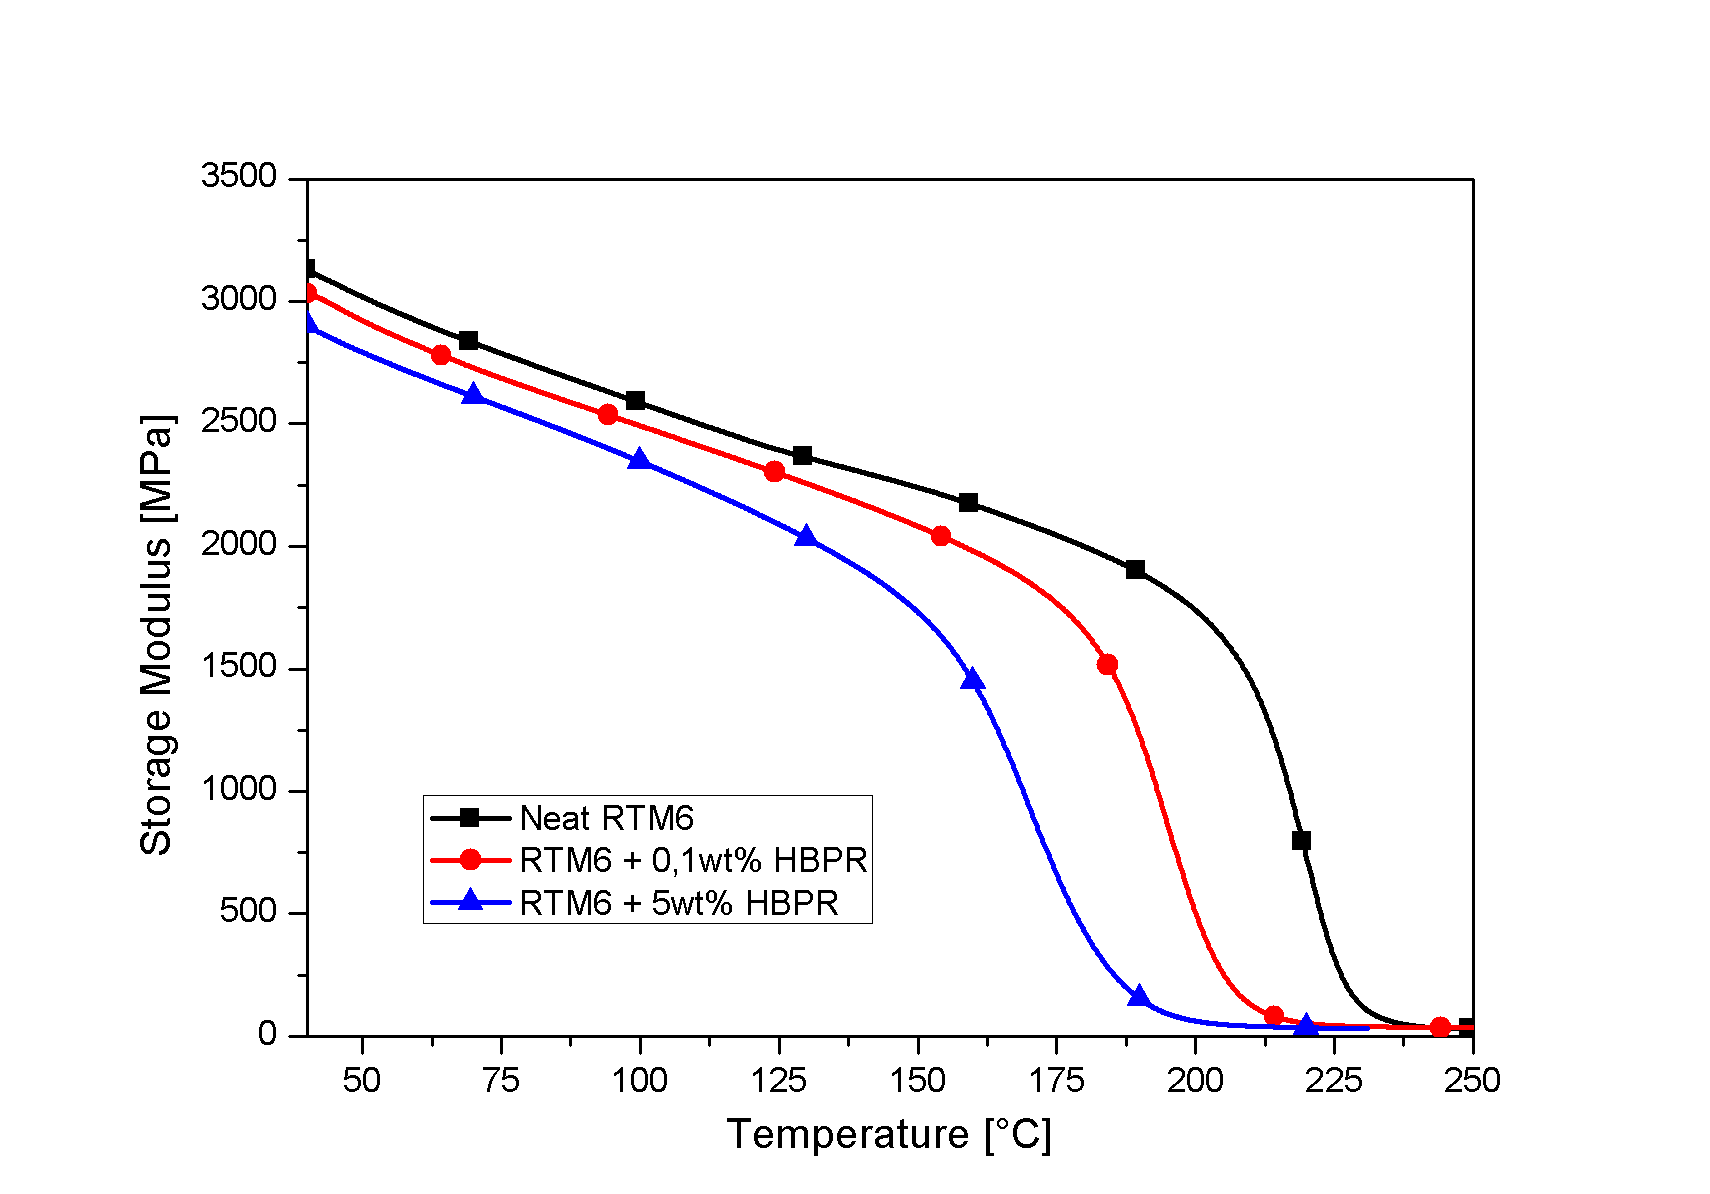 3500
3000
2500
2000
1500
1000
500
0
Storage Modulus [MPa]
Neat RTM6
RTM6 + 0,1wt% HBPR
RTM6 + 5wt% HBPR
50 75 100 125 150 175 200 225 250
Temperature [°C]